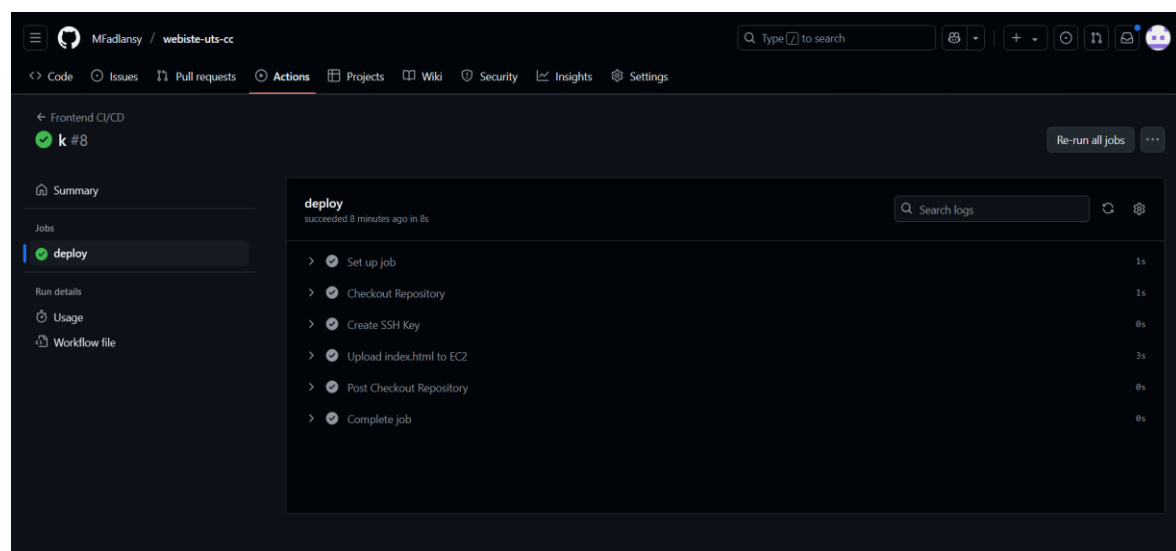 MFadlansy / webiste-uts-cc
Type / to search
Code Issues Pull requests Actions Projects Wiki Security Insights Settings
← Frontend CI/CD
k #8
Re-run all jobs
Summary
Jobs
deploy
Run details
Usage
Workflow file
deploy
succeeded 8 minutes ago in 8s
Search logs
Set up job 1s
Checkout Repository 1s
Create SSH Key 0s
Upload index.html to EC2 3s
Post Checkout Repository 0s
Complete job 0s